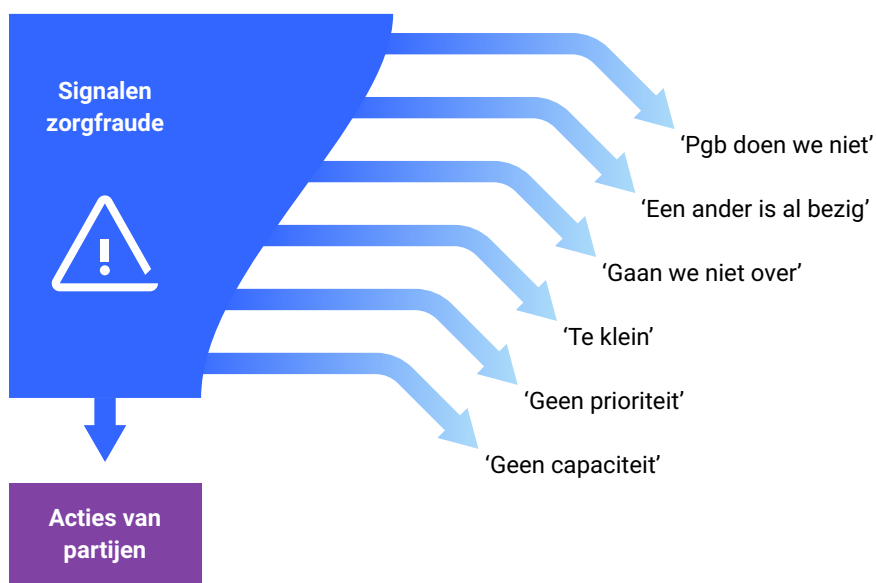 Signalen
zorgfraude
‘Pgb doen we niet’
‘Een ander is al bezig’
‘Gaan we niet over’
‘Te klein’
‘Geen prioriteit’
‘Geen capaciteit’
Acties van
partijen